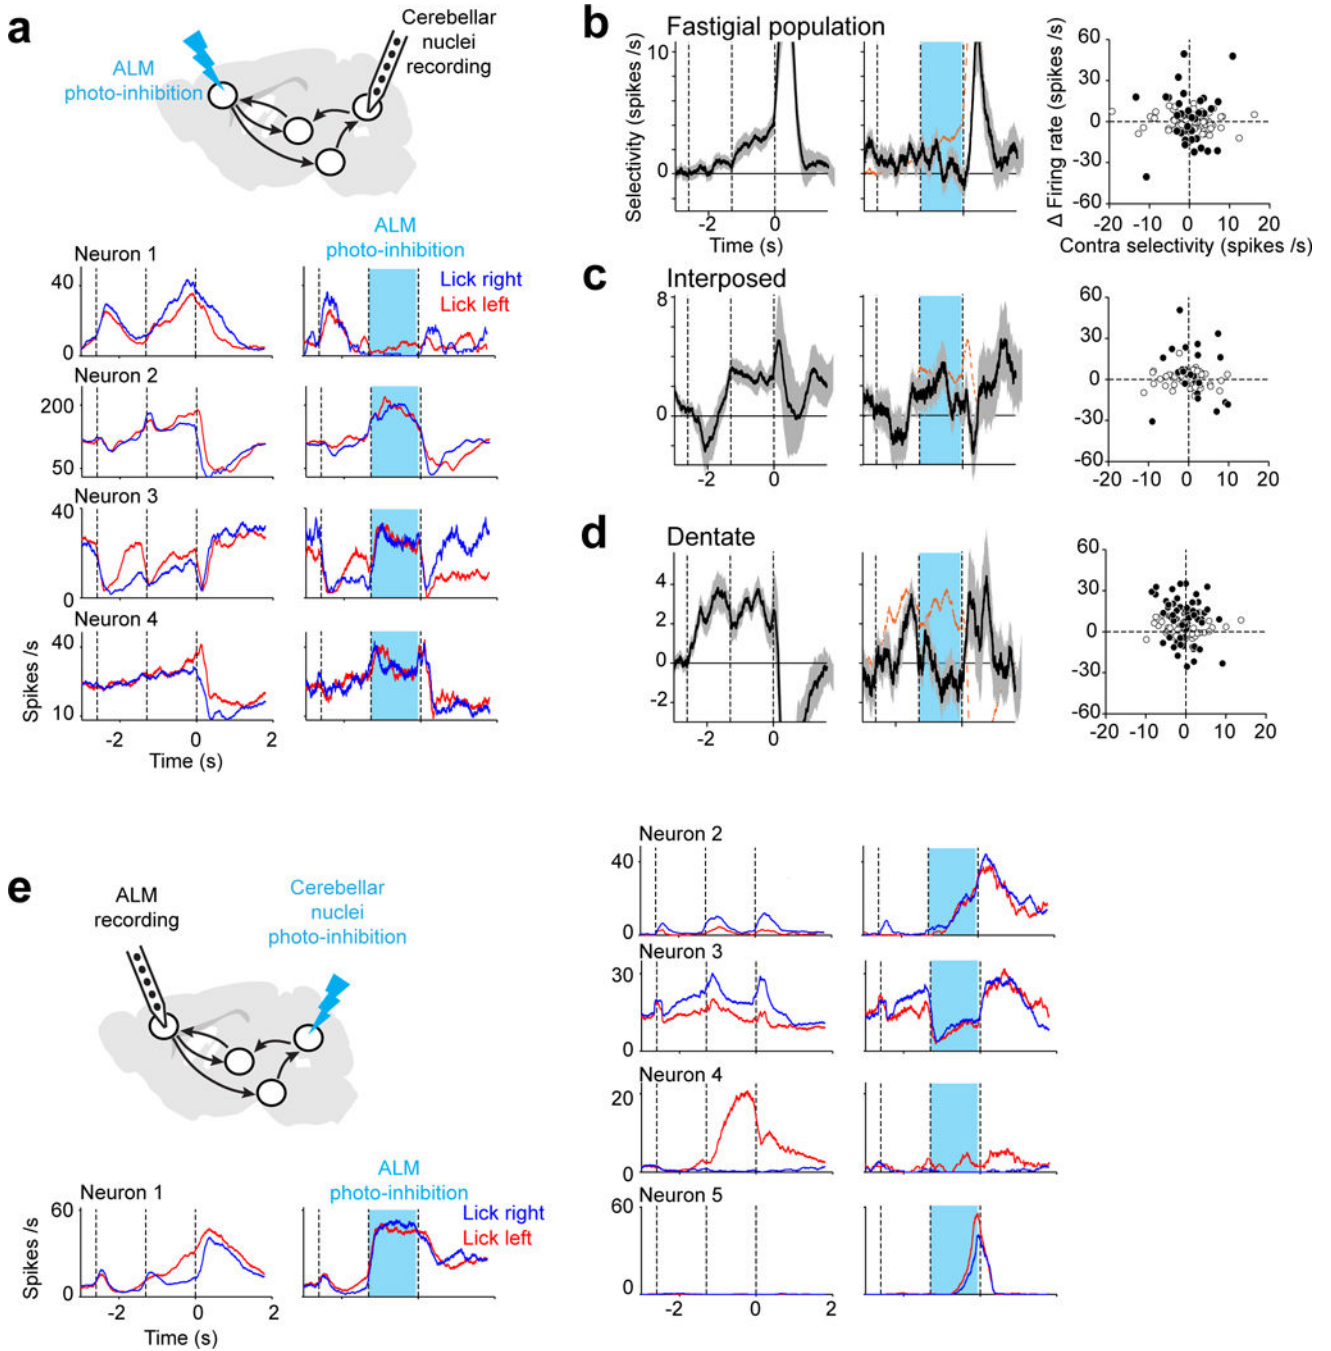 a
ALM
photo-inhibition
Cerebellar
nuclei
recording
Neuron 1
ALM
photo-inhibition
Lick right
Lick left
40
0
Neuron 2
200
50
Neuron 3
40
0
Neuron 4
40
10
Spikes /s
-2
0
2
Time (s)
b
Fastigial population
Selectivity (spikes /s)
10
0
-2
0
Time (s)
Δ Firing rate (spikes /s)
60
30
0
-30
-60
-20
-10
0
10
20
Contra selectivity (spikes /s)
c
Interposed
8
4
0
-2
0
60
30
0
-30
-60
-20
-10
0
10
20
d
Dentate
4
2
0
-2
-2
0
60
30
0
-30
-60
-20
-10
0
10
20
e
ALM
recording
Cerebellar
nuclei
photo-inhibition
Neuron 1
ALM
photo-inhibition
Lick right
Lick left
Spikes /s
60
0
-2
0
2
Time (s)
Neuron 2
40
0
Neuron 3
30
0
Neuron 4
20
0
Neuron 5
60
0
-2
0
2